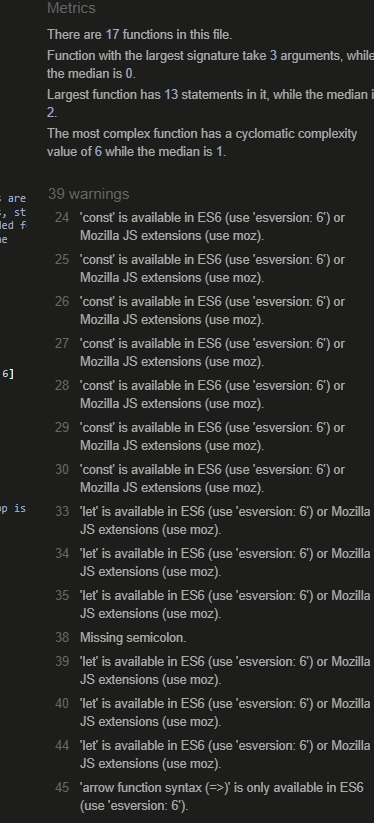 Metrics
There are 17 functions in this file.
Function with the largest signature take 3 arguments, while
the median is 0.
Largest function has 13 statements in it, while the median i
2.
The most complex function has a cyclomatic complexity
value of 6 while the median is 1.
39 warnings
s are
s, st
led f
he
24 'const' is available in ES6 (use 'esversion: 6') or
Mozilla JS extensions (use moz).
25 'const' is available in ES6 (use 'esversion: 6') or
Mozilla JS extensions (use moz).
26 'const' is available in ES6 (use 'esversion: 6') or
Mozilla JS extensions (use moz).
27 'const' is available in ES6 (use 'esversion: 6') or
Mozilla JS extensions (use moz).
6]
28 'const' is available in ES6 (use 'esversion: 6') or
Mozilla JS extensions (use moz).
29 'const' is available in ES6 (use 'esversion: 6') or
Mozilla JS extensions (use moz).
30 'const' is available in ES6 (use 'esversion: 6') or
Mozilla JS extensions (use moz).
op is
33 'let' is available in ES6 (use 'esversion: 6') or Mozilla
JS extensions (use moz).
34 'let' is available in ES6 (use 'esversion: 6') or Mozilla
JS extensions (use moz).
35 'let' is available in ES6 (use 'esversion: 6') or Mozilla
JS extensions (use moz).
38 Missing semicolon.
39 'let' is available in ES6 (use 'esversion: 6') or Mozilla
JS extensions (use moz).
40 'let' is available in ES6 (use 'esversion: 6') or Mozilla
JS extensions (use moz).
44 'let' is available in ES6 (use 'esversion: 6') or Mozilla
JS extensions (use moz).
45 'arrow function syntax (=>)' is only available in ES6
(use 'esversion: 6').